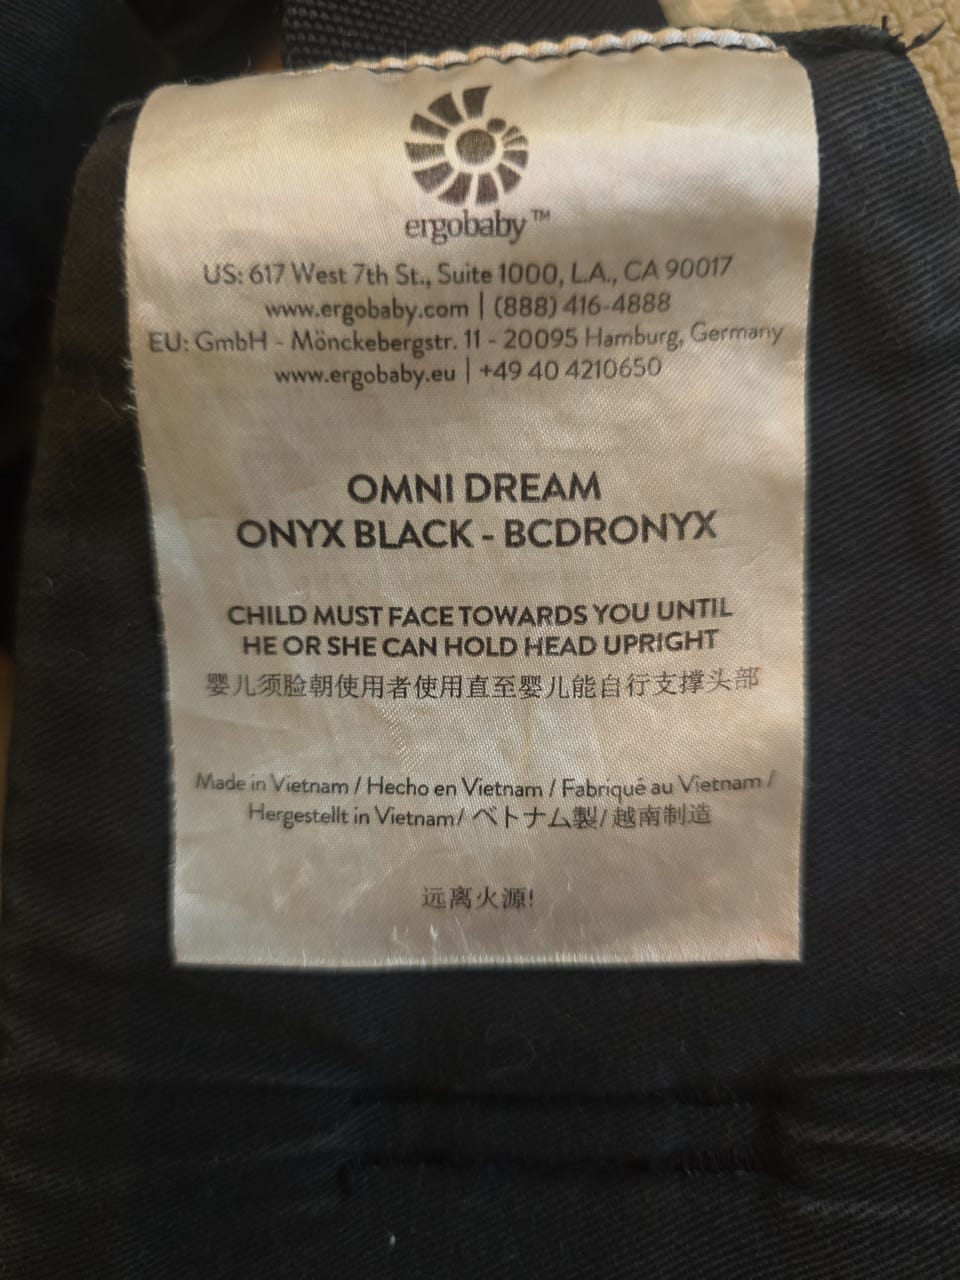 ergobaby™
US: 617 West 7th St., Suite 1000, L.A., CA 90017
www.ergobaby.com | (888) 416-4888
EU: GmbH - Mönckebergstr. 11 - 20095 Hamburg, Germany
www.ergobaby.eu | +49 40 4210650
OMNI DREAM
ONYX BLACK - BCDRONYX
CHILD MUST FACE TOWARDS YOU UNTIL
HE OR SHE CAN HOLD HEAD UPRIGHT
婴儿须脸朝使用者使用直至婴儿能自行支撑头部
Made in Vietnam / Hecho en Vietnam / Fabriqué au Vietnam /
Hergestellt in Vietnam/ ベトナム製/ 越南制造
远离火源!